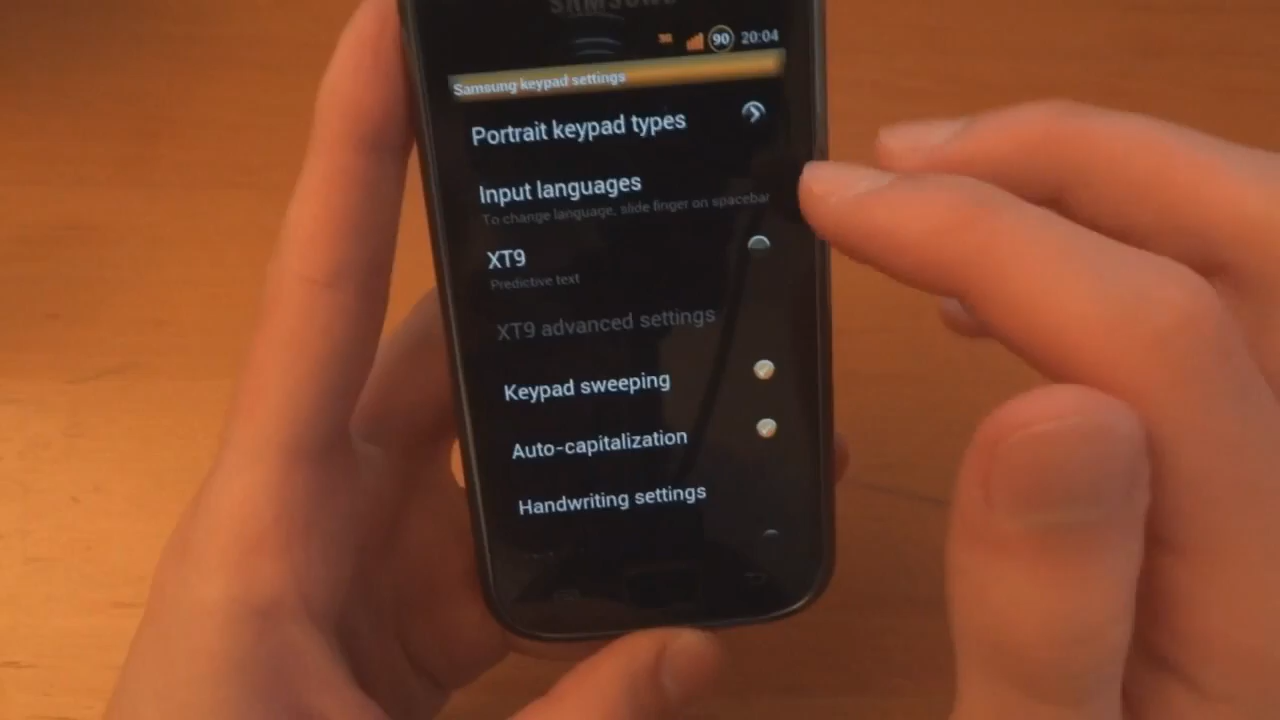 SAMSUNG
3G 90 20:04
Samsung keypad settings
Portrait keypad types
Input languages
To change language, slide finger on spacebar
XT9
Predictive text
XT9 advanced settings
Keypad sweeping
Auto-capitalization
Handwriting settings